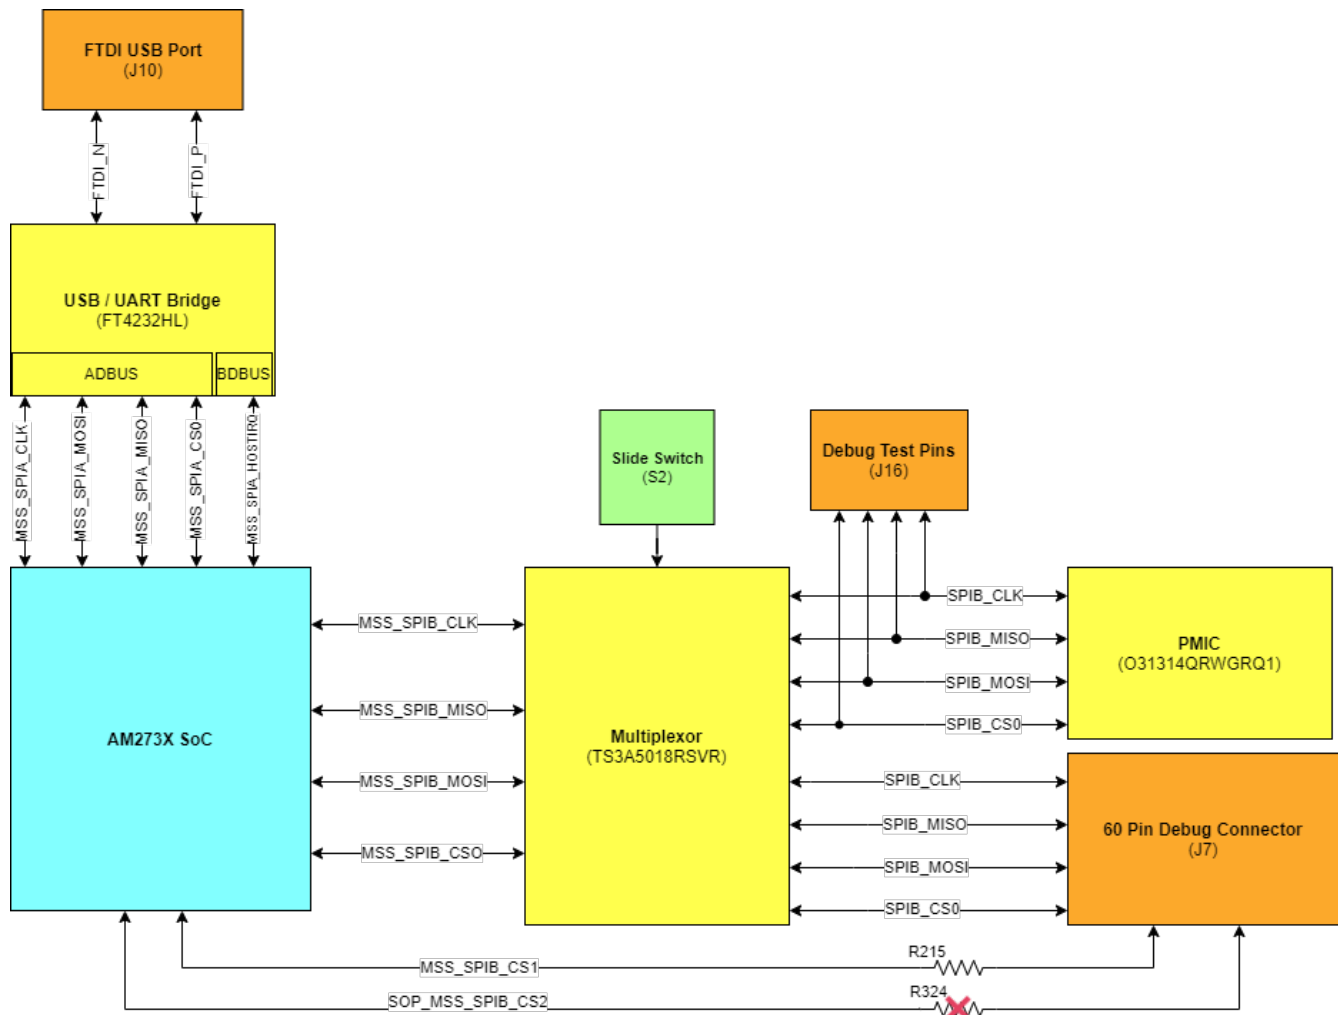 FTDI USB Port
(J10)
FTDI_N
FTDI_P
USB / UART Bridge
(FT4232HL)
ADBUS
BDBUS
MSS_SPIA_CLK
MSS_SPIA_MOSI
MSS_SPIA_MISO
MSS_SPIA_CS0
MSS_SPIA_HOSTIRQ
Slide Switch
(S2)
Debug Test Pins
(J16)
AM273X SoC
MSS_SPIB_CLK
MSS_SPIB_MISO
MSS_SPIB_MOSI
MSS_SPIB_CSO
Multiplexor
(TS3A5018RSVR)
SPIB_CLK
SPIB_MISO
SPIB_MOSI
SPIB_CS0
PMIC
(O31314QRWGRQ1)
SPIB_CLK
SPIB_MISO
SPIB_MOSI
SPIB_CS0
60 Pin Debug Connector
(J7)
R215
MSS_SPIB_CS1
R324
SOP_MSS_SPIB_CS2